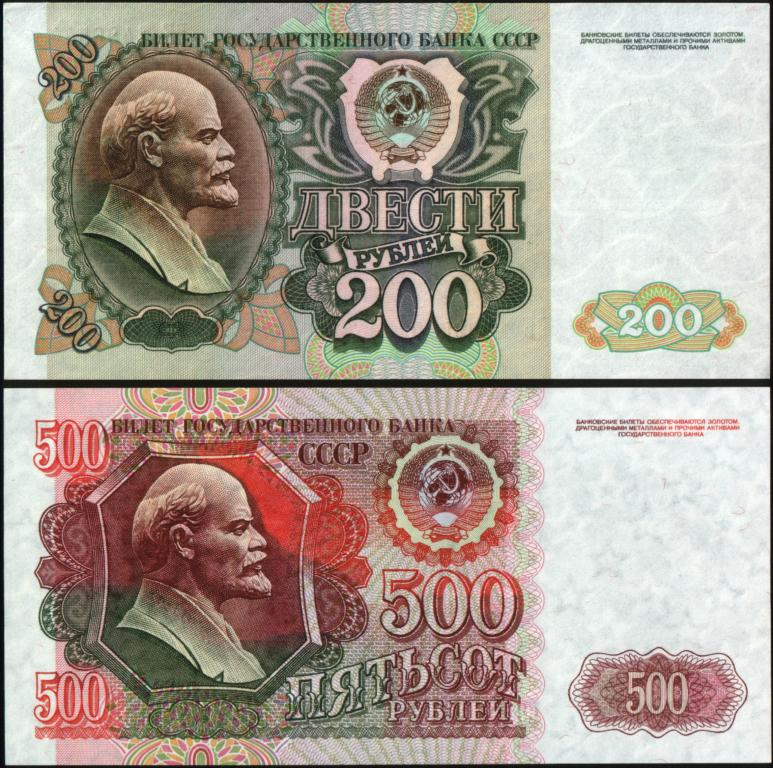 200
БИЛЕТ ГОСУДАРСТВЕННОГО БАНКА СССР
БАНКОВСКИЕ БИЛЕТЫ ОБЕСПЕЧИВАЮТСЯ ЗОЛОТОМ,
ДРАГОЦЕННЫМИ МЕТАЛЛАМИ И ПРОЧИМИ АКТИВАМИ
ГОСУДАРСТВЕННОГО БАНКА
ДВЕСТИ
РУБЛЕЙ
200
200
200
500
БИЛЕТ ГОСУДАРСТВЕННОГО БАНКА
СССР
БАНКОВСКИЕ БИЛЕТЫ ОБЕСПЕЧИВАЮТСЯ ЗОЛОТОМ,
ДРАГОЦЕННЫМИ МЕТАЛЛАМИ И ПРОЧИМИ АКТИВАМИ
ГОСУДАРСТВЕННОГО БАНКА
500
ПЯТЬСОТ
РУБЛЕЙ
500
500